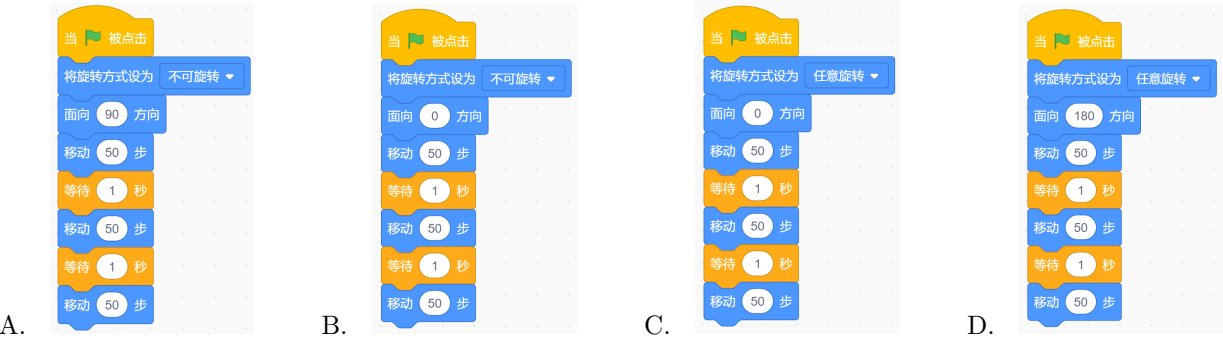 A.
当 被点击
将旋转方式设为 不可旋转
面向 90 方向
移动 50 步
等待 1 秒
移动 50 步
等待 1 秒
移动 50 步
B.
当 被点击
将旋转方式设为 不可旋转
面向 0 方向
移动 50 步
等待 1 秒
移动 50 步
等待 1 秒
移动 50 步
C.
当 被点击
将旋转方式设为 任意旋转
面向 0 方向
移动 50 步
等待 1 秒
移动 50 步
等待 1 秒
移动 50 步
D.
当 被点击
将旋转方式设为 任意旋转
面向 180 方向
移动 50 步
等待 1 秒
移动 50 步
等待 1 秒
移动 50 步